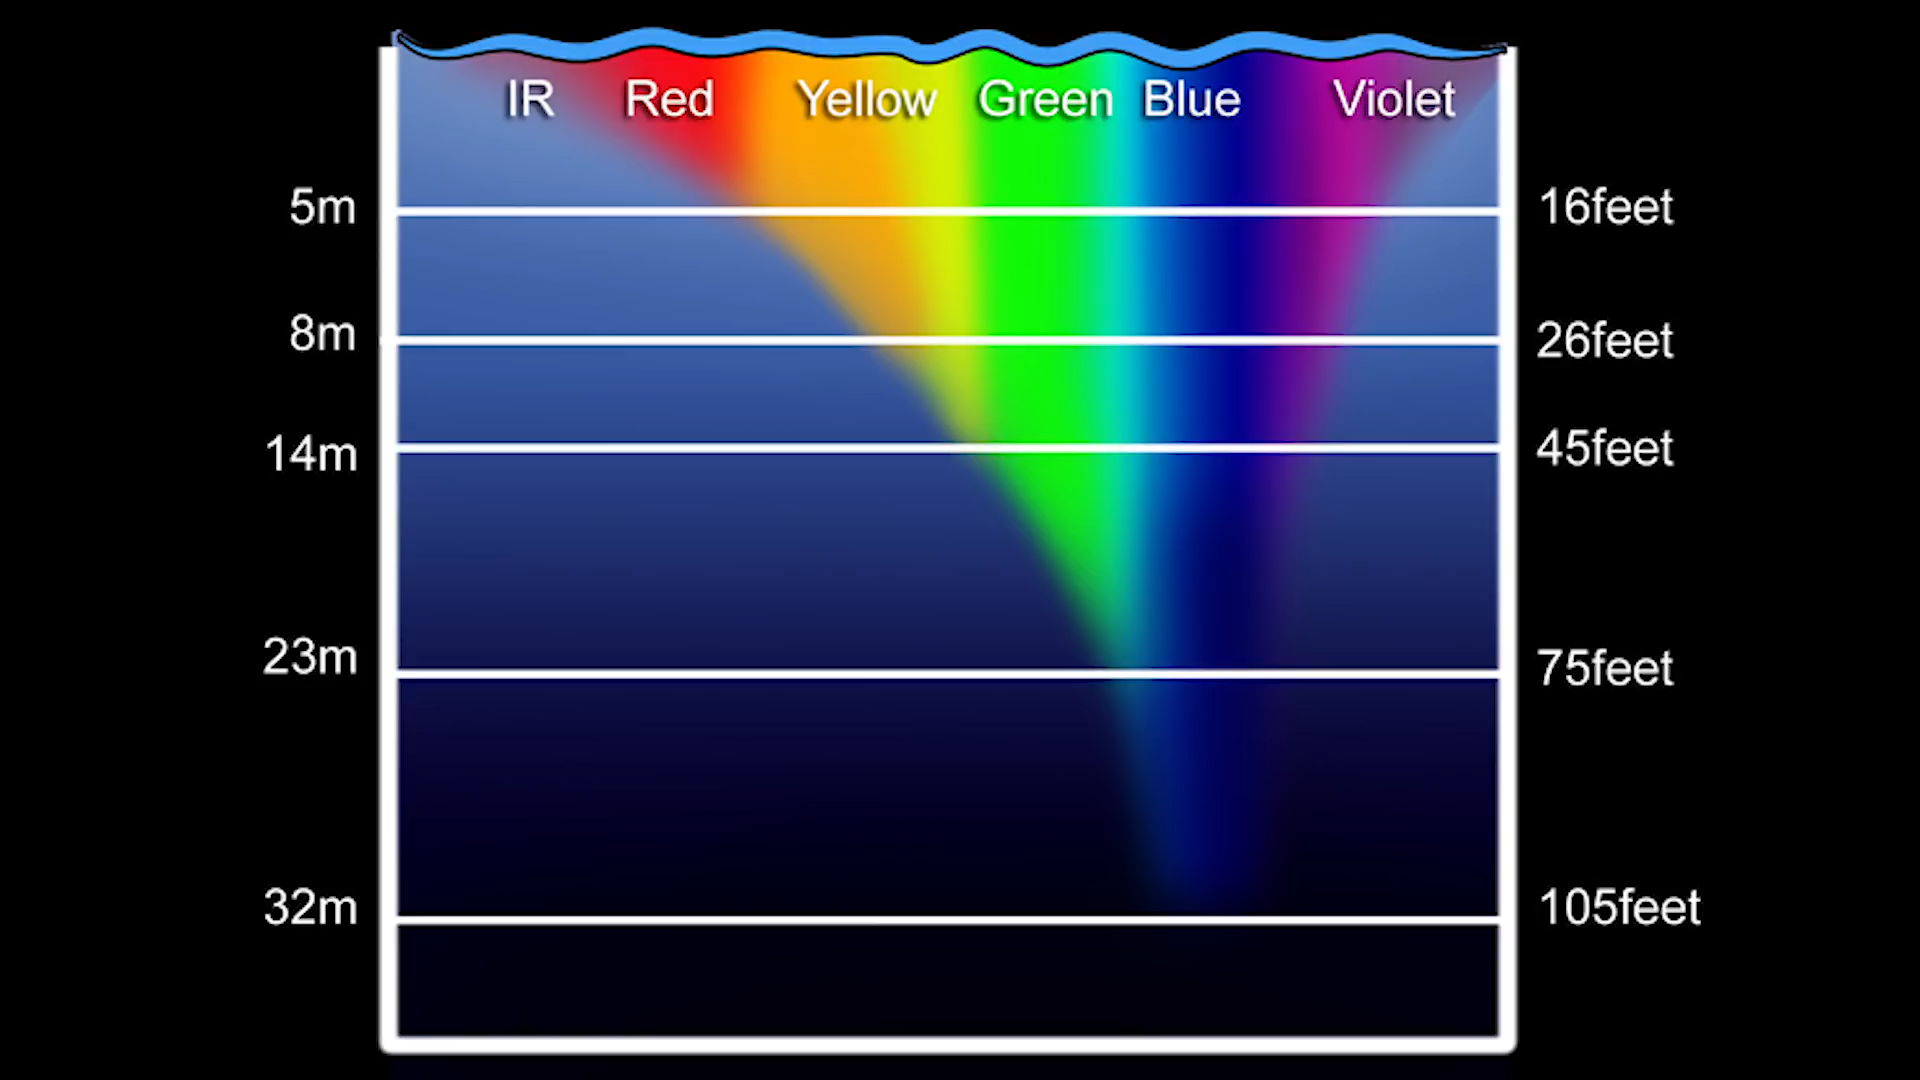 IR Red Yellow Green Blue Violet
5m 16feet
8m 26feet
14m 45feet
23m 75feet
32m 105feet